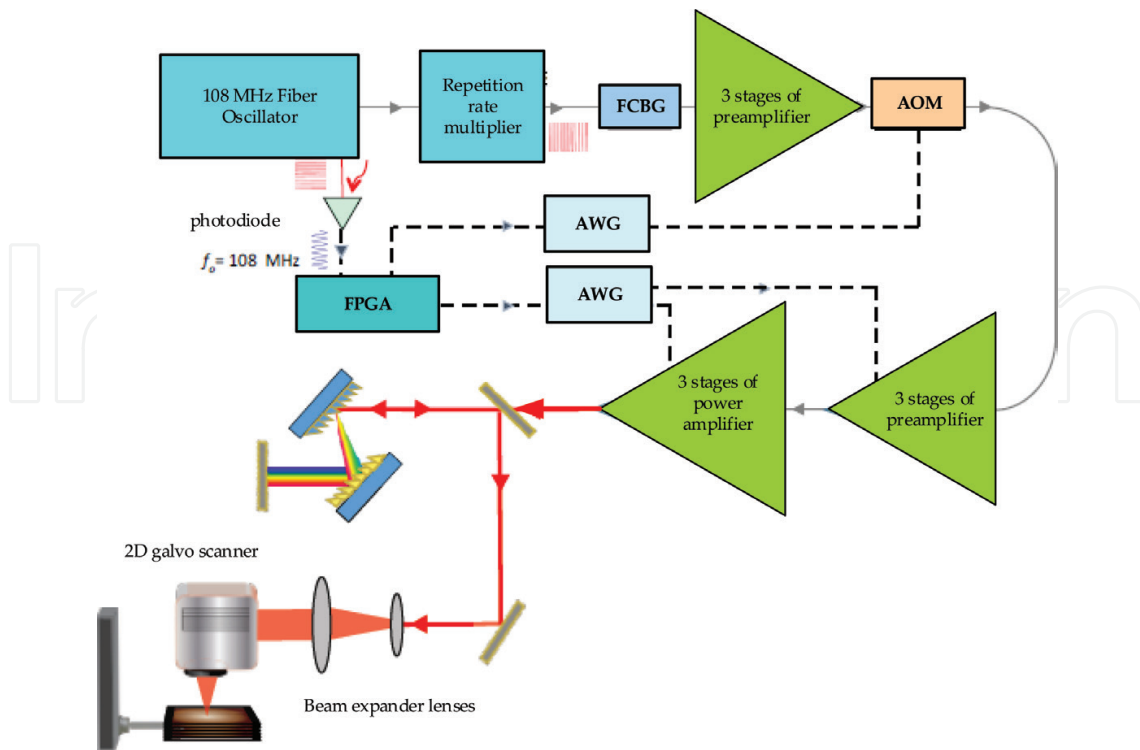 108 MHz Fiber
Oscillator
Repetition
rate
multiplier
FCBG
3 stages of
preamplifier
AOM
photodiode
fₒ= 108 MHz
AWG
FPGA
AWG
3 stages of
power
amplifier
3 stages of
preamplifier
2D galvo scanner
Beam expander lenses